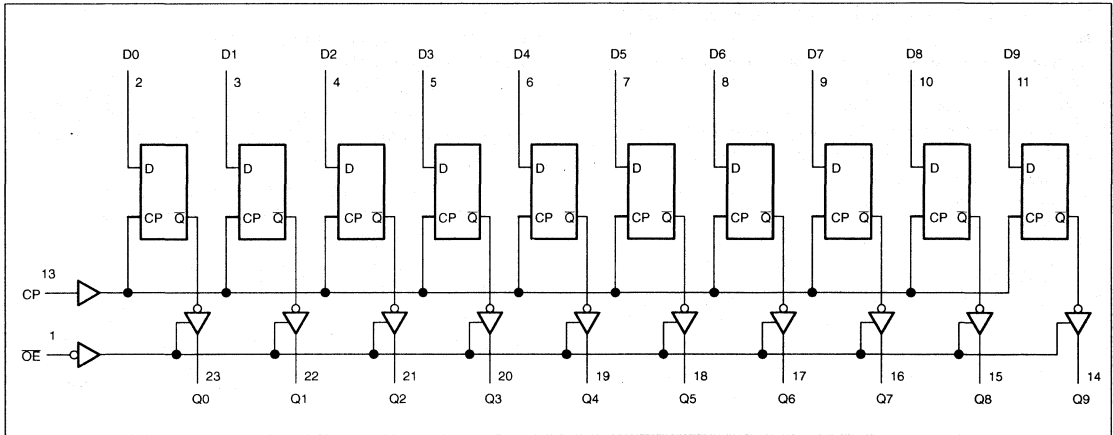 D0 D1 D2 D3 D4 D5 D6 D7 D8 D9
2 3 4 5 6 7 8 9 10 11
D D D D D D D D D D
CP Q̅ CP Q̅ CP Q̅ CP Q̅ CP Q̅ CP Q̅ CP Q̅ CP Q̅ CP Q̅ CP Q̅
13
CP
1
O̅E̅
23 22 21 20 19 18 17 16 15 14
Q0 Q1 Q2 Q3 Q4 Q5 Q6 Q7 Q8 Q9